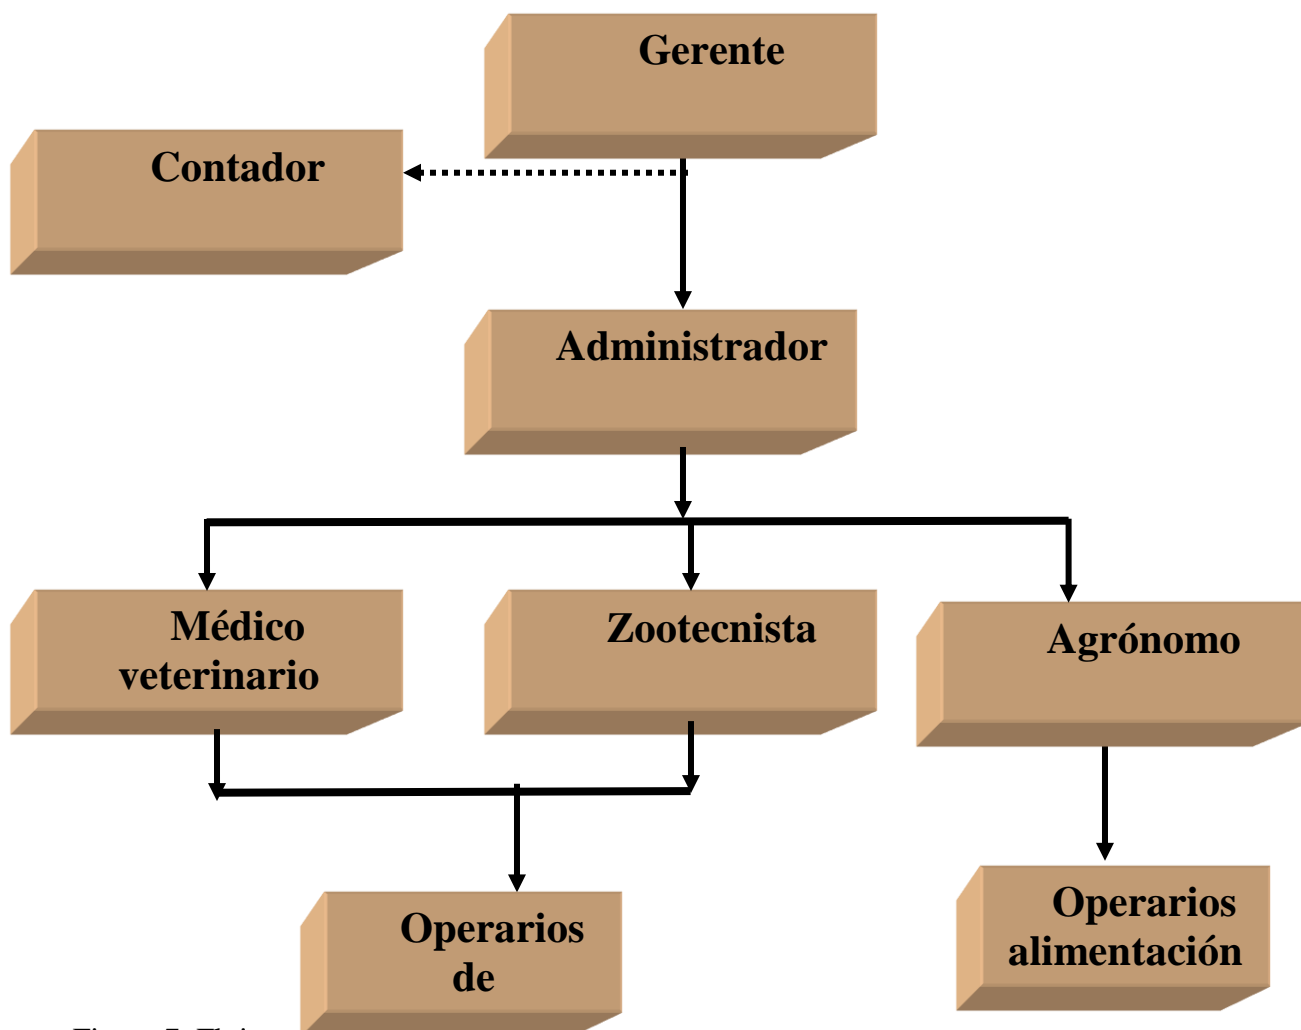 Gerente
Contador
Administrador
Médico
veterinario
Zootecnista
Agrónomo
Operarios
de
Operarios
alimentación